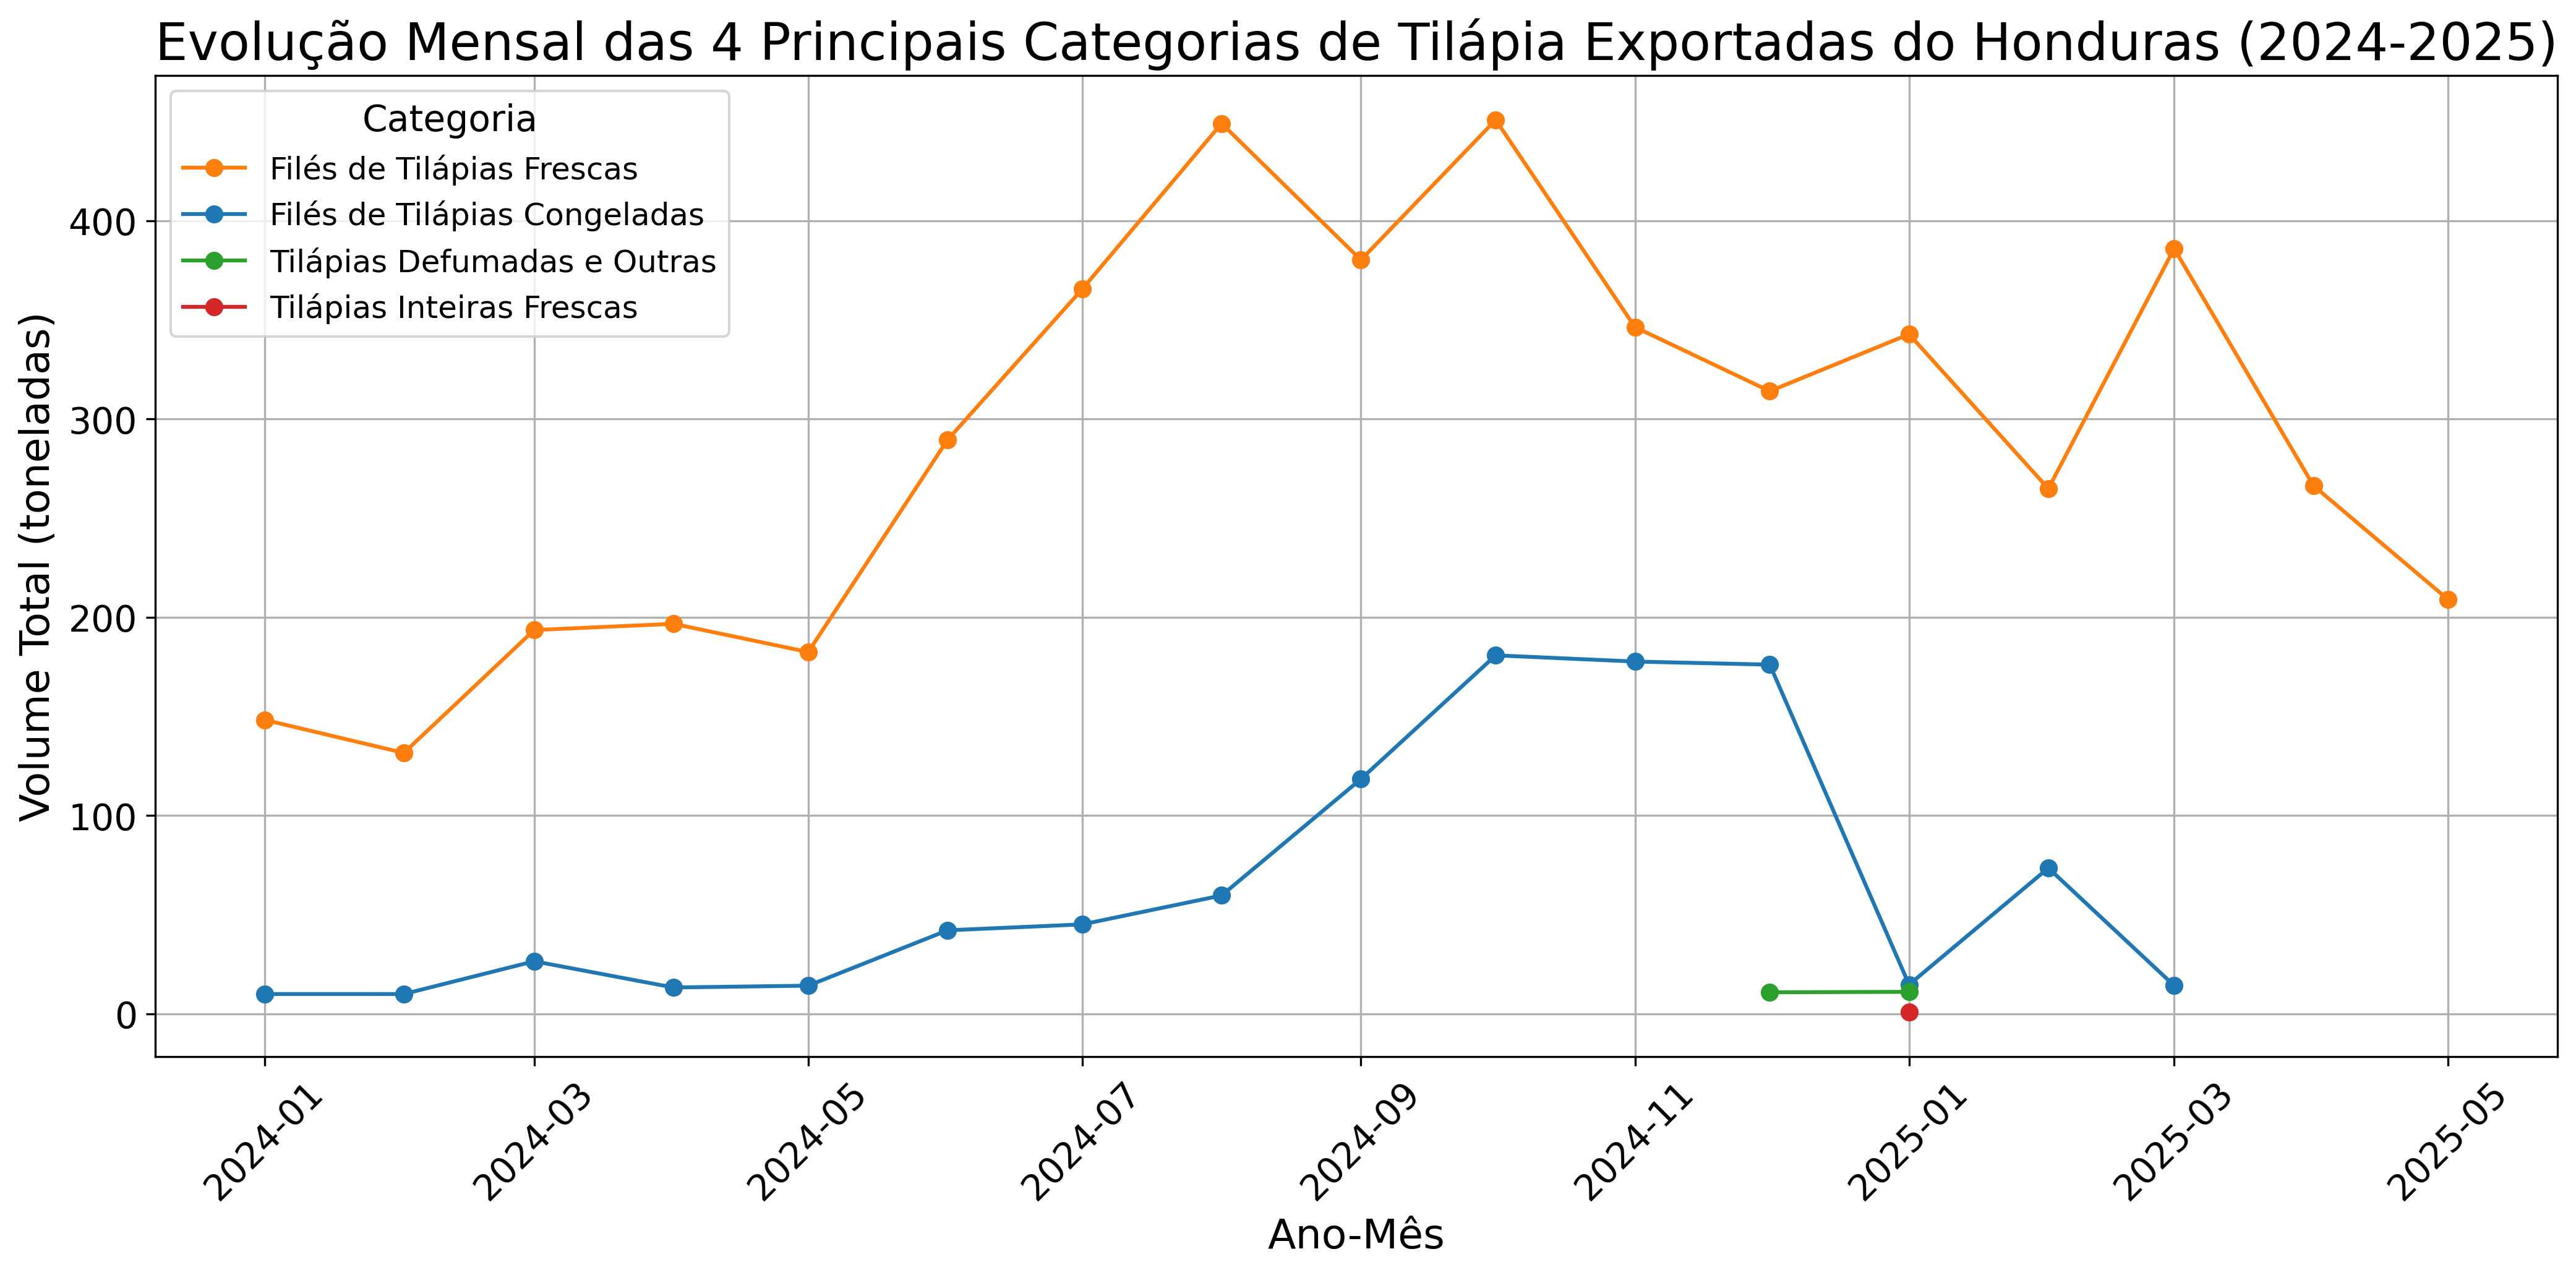 Evolução Mensal das 4 Principais Categorias de Tilápia Exportadas do Honduras (2024-2025)
Categoria
Filés de Tilápias Frescas
Filés de Tilápias Congeladas
Tilápias Defumadas e Outras
Tilápias Inteiras Frescas
Volume Total (toneladas)
400
300
200
100
0
2024-01
2024-03
2024-05
2024-07
2024-09
2024-11
2025-01
2025-03
2025-05
Ano-Mês